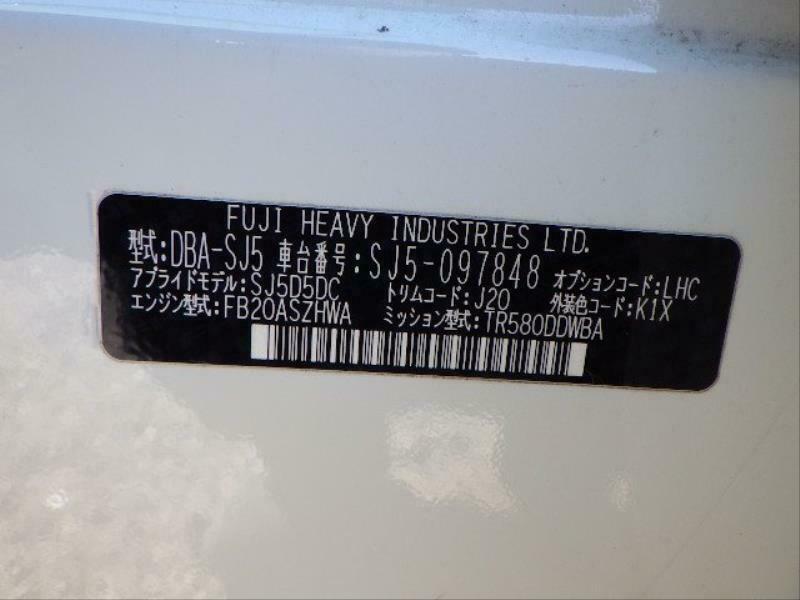 FUJI HEAVY INDUSTRIES LTD.
型式:DBA-SJ5 車台番号:SJ5-097848 オプションコード:LHC
アプライドモデル:SJ5D5DC トリムコード:J20 外装色コード:K1X
エンジン型式:FB20ASZHWA ミッション型式:TR580DDWBA